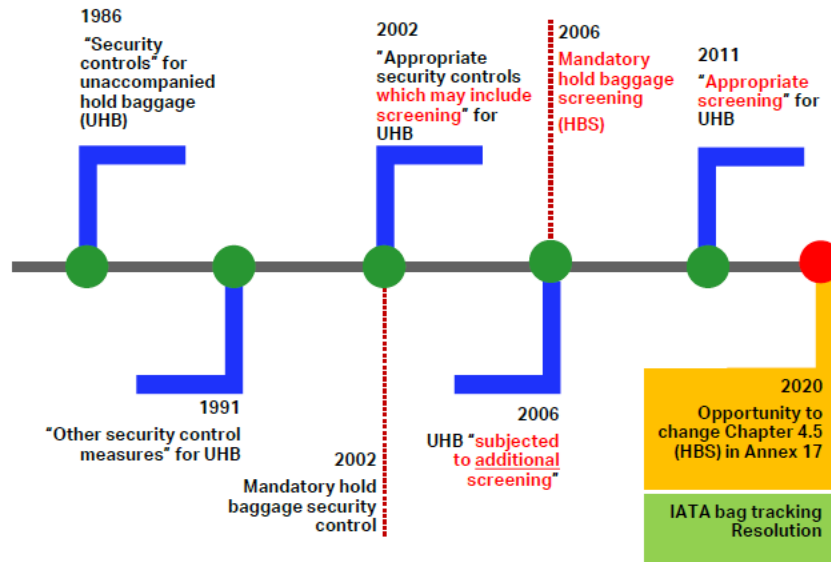 1986
"Security
controls" for
unaccompanied
hold baggage
(UHB)
2002
"Appropriate
security controls
which may include
screening" for
UHB
2006
Mandatory
hold baggage
screening
(HBS)
2011
"Appropriate
screening" for
UHB
1991
"Other security control
measures" for UHB
2002
Mandatory hold
baggage security
control
2006
UHB "subjected
to additional
screening"
2020
Opportunity to
change Chapter 4.5
(HBS) in Annex 17
IATA bag tracking
Resolution